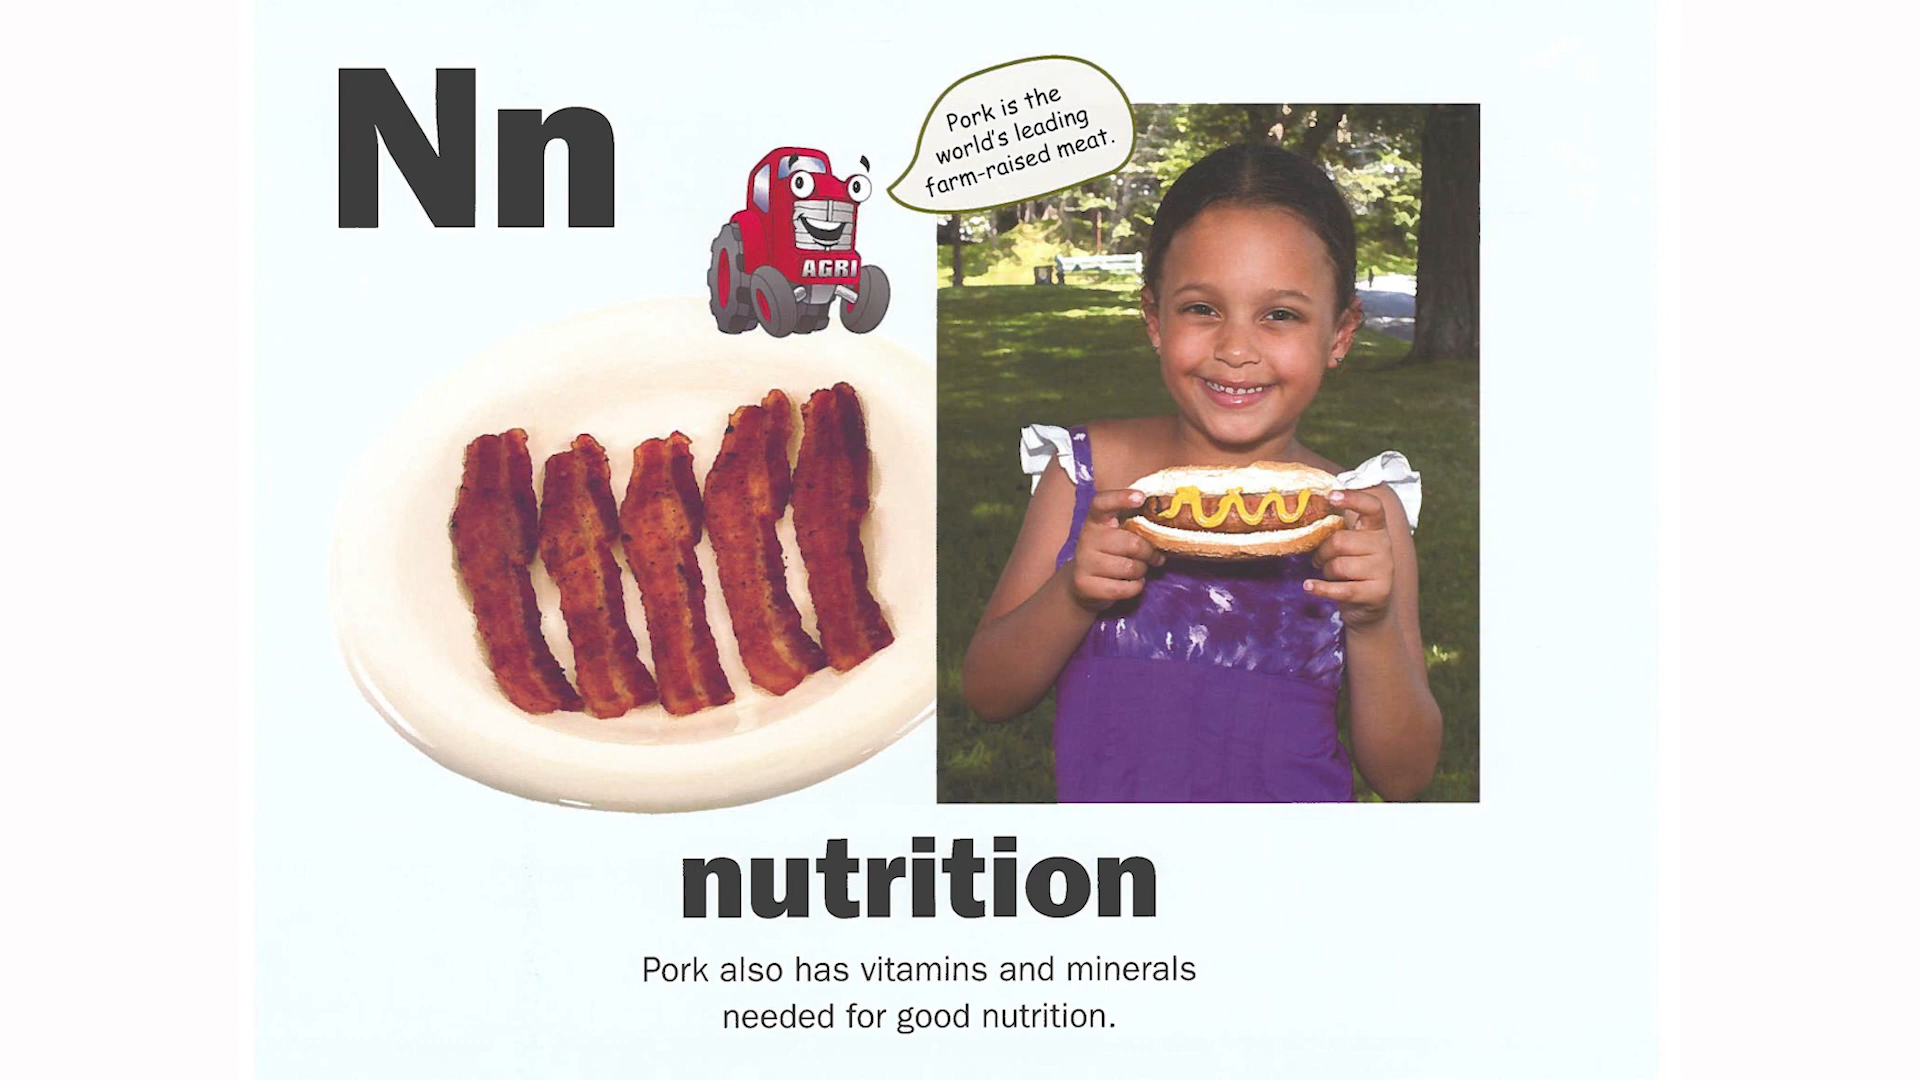 Nn
Pork is the
world's leading
farm-raised meat.
AGRI
nutrition
Pork also has vitamins and minerals
needed for good nutrition.